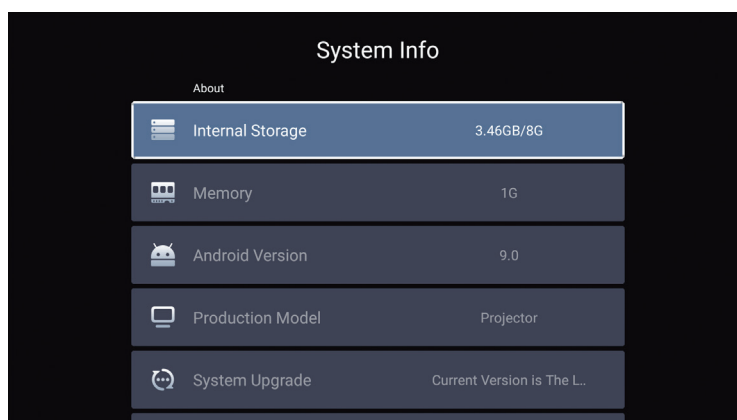 System Info
About
Internal Storage 3.46GB/8G
Memory 1G
Android Version 9.0
Production Model Projector
System Upgrade Current Version is The L..